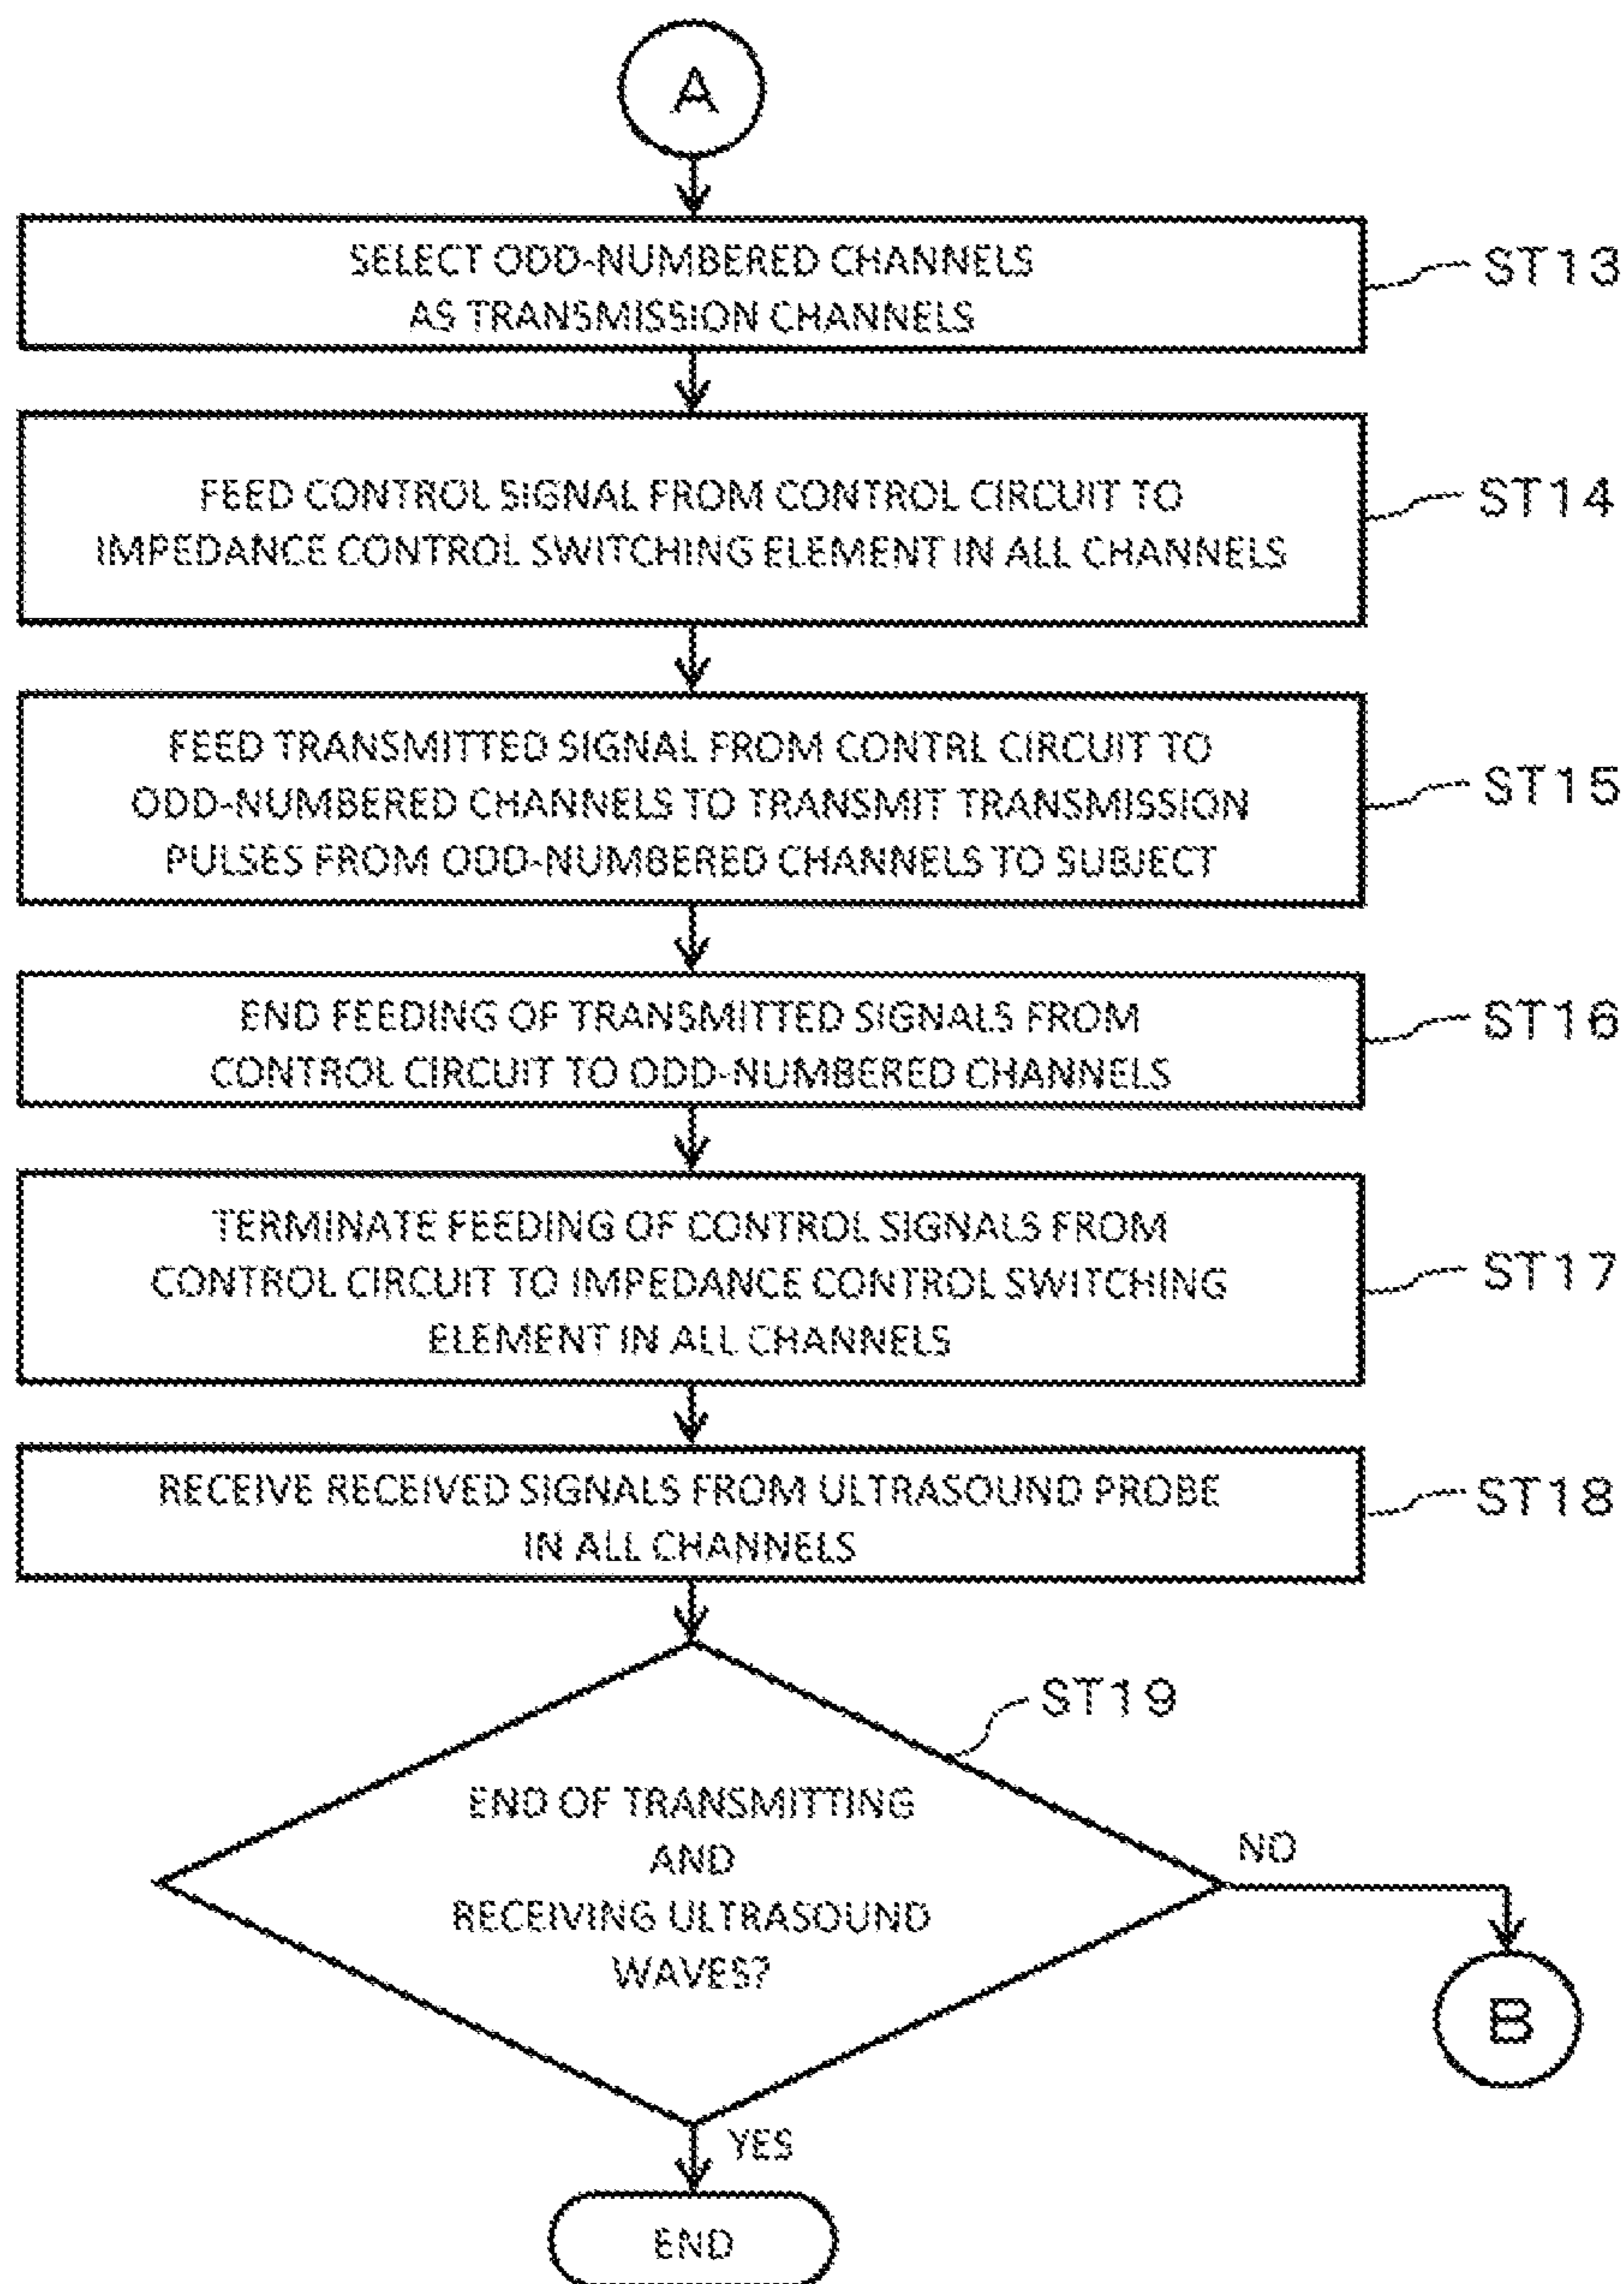 A
SELECT ODD-NUMBERED CHANNELS
AS TRANSMISSION CHANNELS
ST13
FEED CONTROL SIGNAL FROM CONTROL CIRCUIT TO
IMPEDANCE CONTROL SWITCHING ELEMENT IN ALL CHANNELS
ST14
FEED TRANSMITTED SIGNAL FROM CONTRL CIRCUIT TO
ODD-NUMBERED CHANNELS TO TRANSMIT TRANSMISSION
PULSES FROM ODD-NUMBERED CHANNELS TO SUBJECT
ST15
END FEEDING OF TRANSMITTED SIGNALS FROM
CONTROL CIRCUIT TO ODD-NUMBERED CHANNELS
ST16
TERMINATE FEEDING OF CONTROL SIGNALS FROM
CONTROL CIRCUIT TO IMPEDANCE CONTROL SWITCHING
ELEMENT IN ALL CHANNELS
ST17
RECEIVE RECEIVED SIGNALS FROM ULTRASOUND PROBE
IN ALL CHANNELS
ST18
ST19
END OF TRANSMITTING
AND
RECEIVING ULTRASOUND
WAVES?
NO
B
YES
END